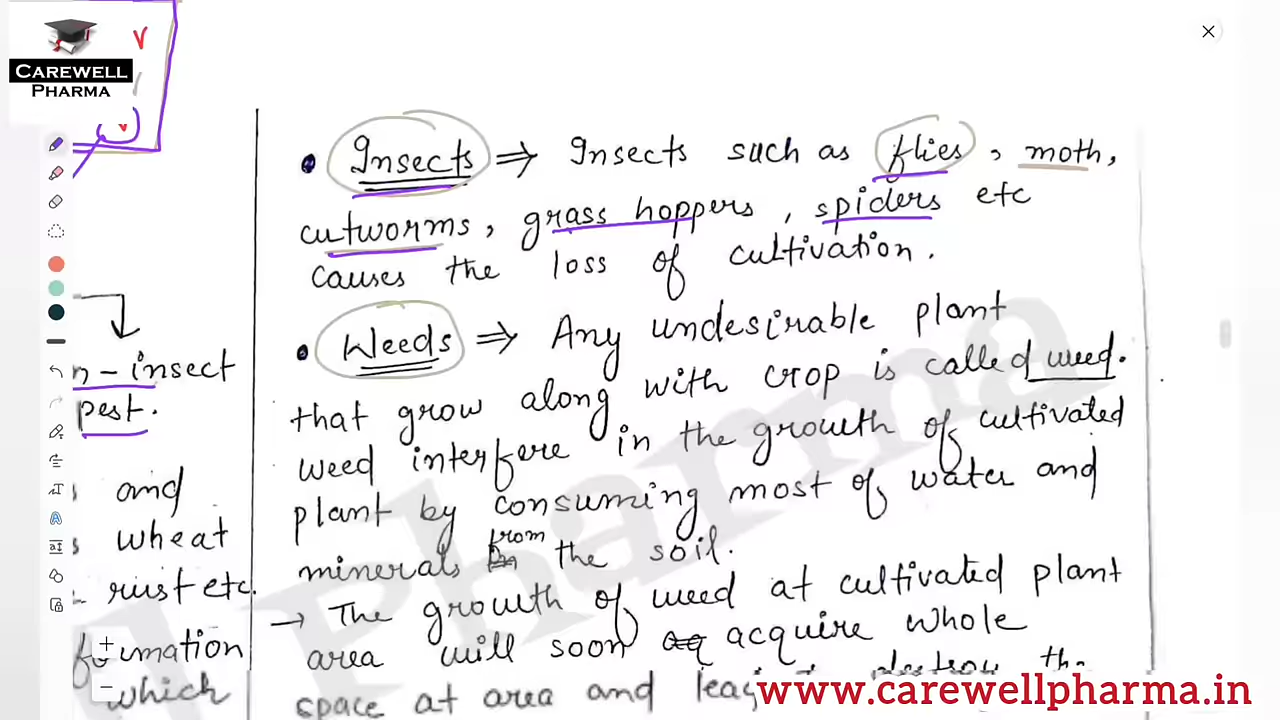 CAREWELL
PHARMA
• Insects ⇒ Insects such as flies, moth,
cutworms, grass hoppers, spiders etc
causes the loss of cultivation.
• Weeds ⇒ Any undesirable plant
that grow along with crop is called weed.
weed interfere in the growth of cultivated
plant by consuming most of water and
minerals from the soil.
→ The growth of weed at cultivated plant
area will soon acquire whole
space at area and
n-insect
pest.
and
wheat
rust etc.
formation
which
Pharma
www.carewellpharma.in